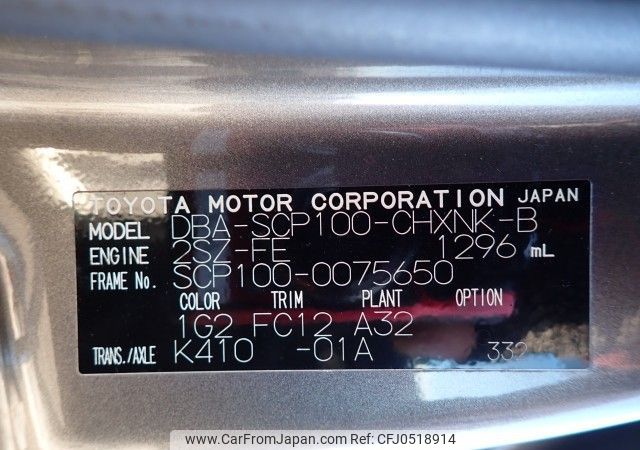 TOYOTA MOTOR CORPORATION JAPAN
MODEL DBA-SCP100-CHXNK-B
ENGINE 2SZ-FE 1296 mL
FRAME No. SCP100-0075650
COLOR TRIM PLANT OPTION
1G2 FC12 A32
TRANS./AXLE K410 -01A 332
© www.CarFromJapan.com - CFJ0518914